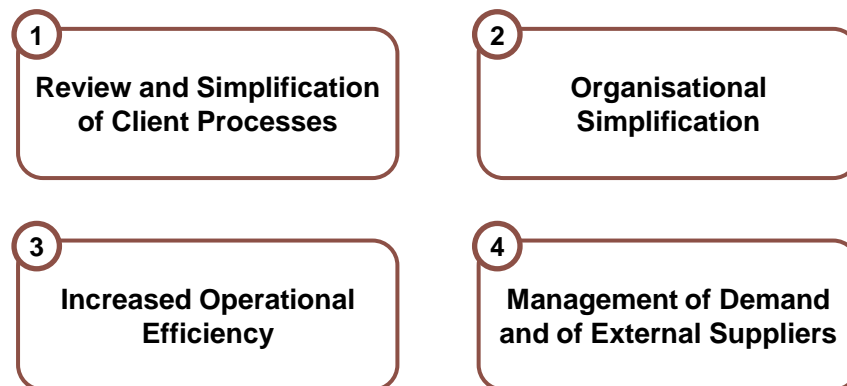 1
Review and Simplification
of Client Processes
2
Organisational
Simplification
3
Increased Operational
Efficiency
4
Management of Demand
and of External Suppliers